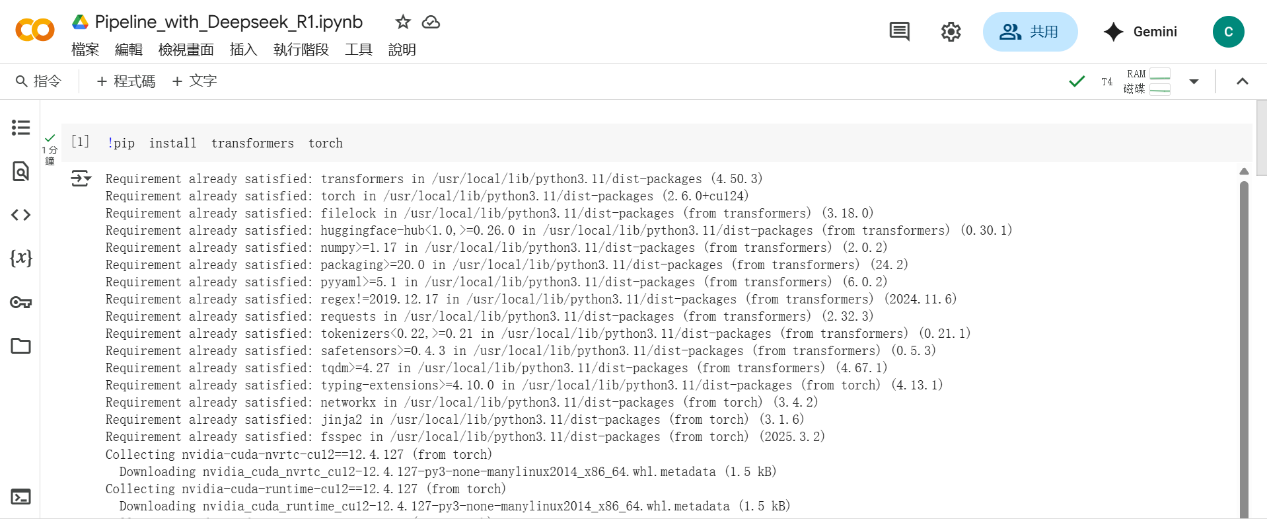 Pipeline_with_Deepseek_R1.ipynb
檔案 編輯 檢視畫面 插入 執行階段 工具 說明
共用
Gemini
C
指令 + 程式碼 + 文字
T4
RAM
磁碟
1 分鐘
[1] !pip install transformers torch
Requirement already satisfied: transformers in /usr/local/lib/python3.11/dist-packages (4.50.3)
Requirement already satisfied: torch in /usr/local/lib/python3.11/dist-packages (2.6.0+cu124)
Requirement already satisfied: filelock in /usr/local/lib/python3.11/dist-packages (from transformers) (3.18.0)
Requirement already satisfied: huggingface-hub<1.0,>=0.26.0 in /usr/local/lib/python3.11/dist-packages (from transformers) (0.30.1)
Requirement already satisfied: numpy>=1.17 in /usr/local/lib/python3.11/dist-packages (from transformers) (2.0.2)
Requirement already satisfied: packaging>=20.0 in /usr/local/lib/python3.11/dist-packages (from transformers) (24.2)
Requirement already satisfied: pyyaml>=5.1 in /usr/local/lib/python3.11/dist-packages (from transformers) (6.0.2)
Requirement already satisfied: regex!=2019.12.17 in /usr/local/lib/python3.11/dist-packages (from transformers) (2024.11.6)
Requirement already satisfied: requests in /usr/local/lib/python3.11/dist-packages (from transformers) (2.32.3)
Requirement already satisfied: tokenizers<0.22,>=0.21 in /usr/local/lib/python3.11/dist-packages (from transformers) (0.21.1)
Requirement already satisfied: safetensors>=0.4.3 in /usr/local/lib/python3.11/dist-packages (from transformers) (0.5.3)
Requirement already satisfied: tqdm>=4.27 in /usr/local/lib/python3.11/dist-packages (from transformers) (4.67.1)
Requirement already satisfied: typing-extensions>=4.10.0 in /usr/local/lib/python3.11/dist-packages (from torch) (4.13.1)
Requirement already satisfied: networkx in /usr/local/lib/python3.11/dist-packages (from torch) (3.4.2)
Requirement already satisfied: jinja2 in /usr/local/lib/python3.11/dist-packages (from torch) (3.1.6)
Requirement already satisfied: fsspec in /usr/local/lib/python3.11/dist-packages (from torch) (2025.3.2)
Collecting nvidia-cuda-nvrtc-cu12==12.4.127 (from torch)
Downloading nvidia_cuda_nvrtc_cu12-12.4.127-py3-none-manylinux2014_x86_64.whl.metadata (1.5 kB)
Collecting nvidia-cuda-runtime-cu12==12.4.127 (from torch)
Downloading nvidia_cuda_runtime_cu12-12.4.127-py3-none-manylinux2014_x86_64.whl.metadata (1.5 kB)